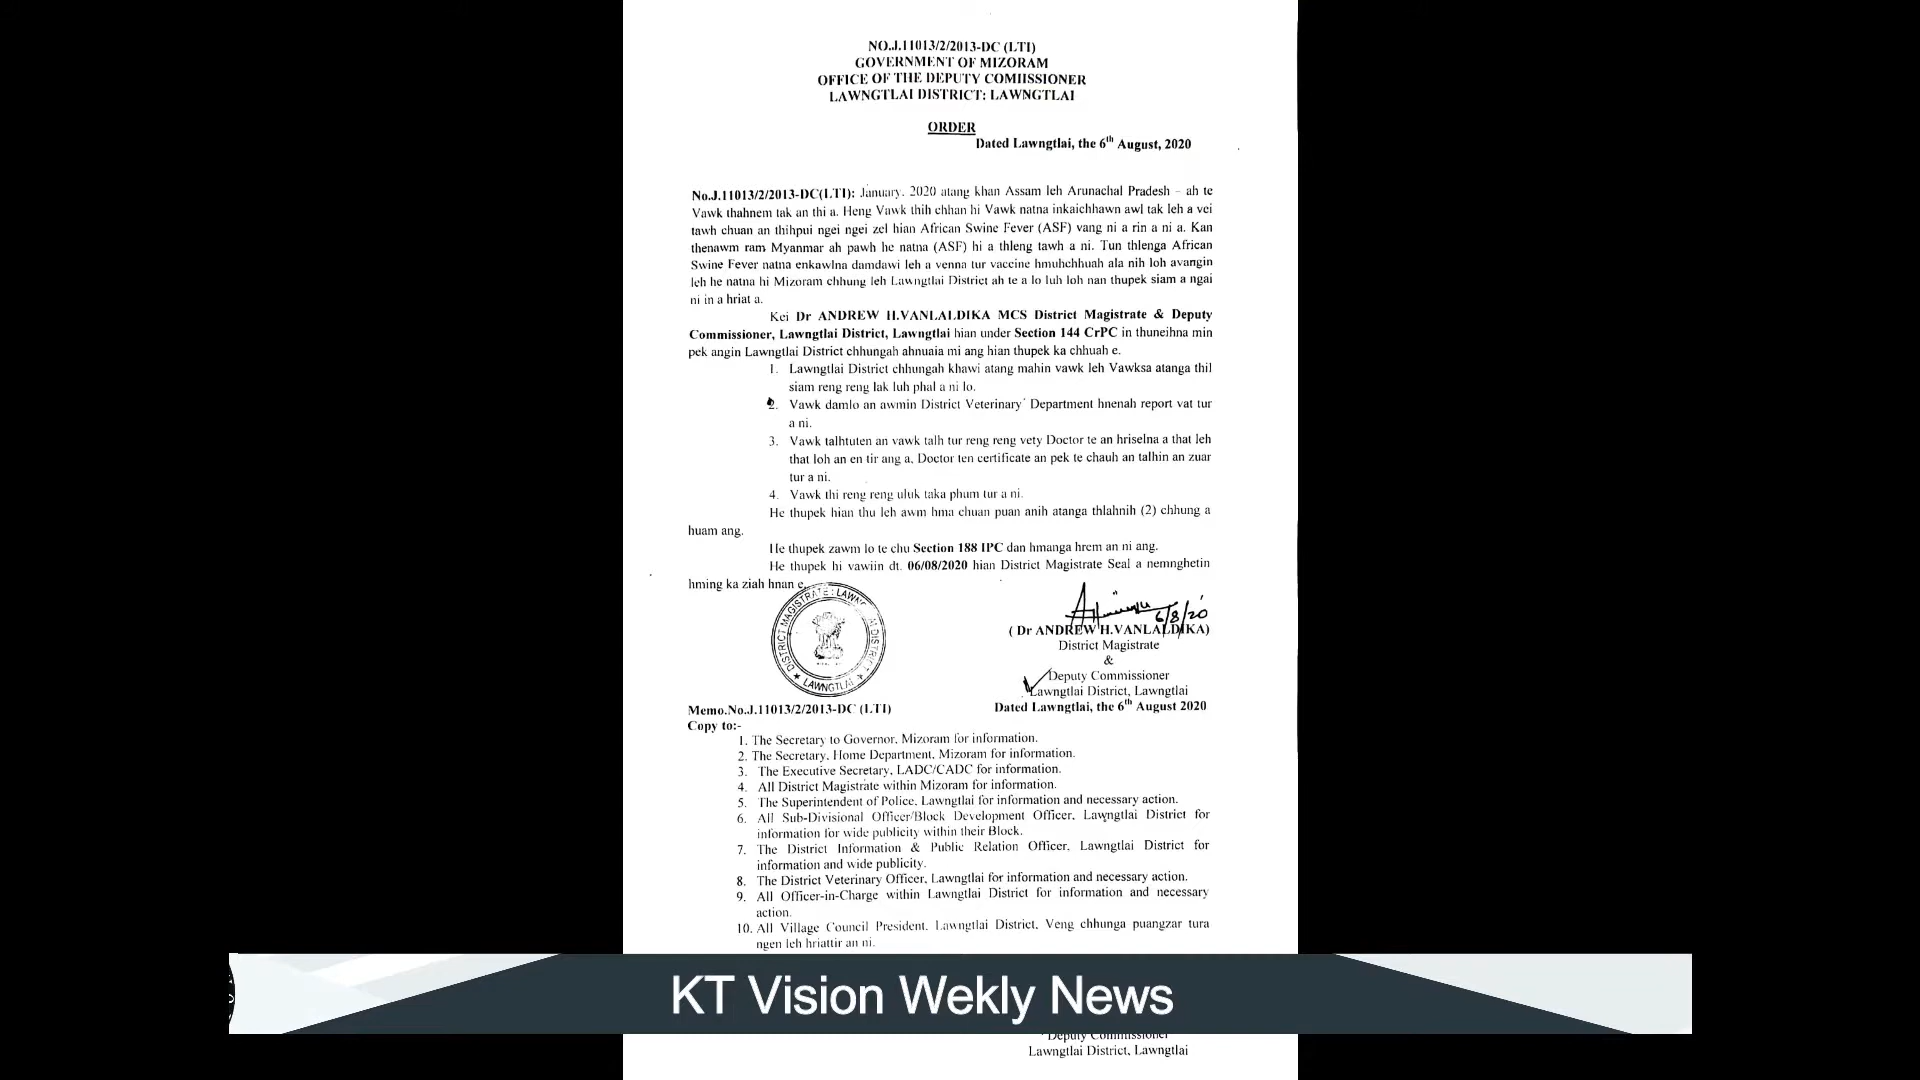 NO.J.11013/2/2013-DC (LTI)
GOVERNMENT OF MIZORAM
OFFICE OF THE DEPUTY COMIISSIONER
LAWNGTLAI DISTRICT: LAWNGTLAI
ORDER
Dated Lawngtlai, the 6th August, 2020
No.J.11013/2/2013-DC(LTI): January. 2020 atang khan Assam leh Arunachal Pradesh – ah te
Vawk thahnem tak an thi a. Heng Vawk thih chhan hi Vawk natna inkaichhawn awl tak leh a vei
tawh chuan an thihpui ngei ngei zel hian African Swine Fever (ASF) vang ni a rin a ni a. Kan
thenawm ram Myanmar ah pawh he natna (ASF) hi a thleng tawh a ni. Tun thlenga African
Swine Fever natna enkawlna damdawi leh a venna tur vaccine hmuhchhuah ala nih loh avangin
leh he natna hi Mizoram chhung leh Lawngtlai District ah te a lo luh loh nan thupek siam a ngai
ni in a hriat a.
Kei Dr ANDREW H.VANLALDIKA MCS District Magistrate & Deputy
Commissioner, Lawngtlai District, Lawngtlai hian under Section 144 CrPC in thuneihna min
pek angin Lawngtlai District chhungah ahnuaia mi ang hian thupek ka chhuah e.
1. Lawngtlai District chhungah khawi atang mahin vawk leh Vawksa atanga thil
siam reng reng lak luh phal a ni lo.
2. Vawk damlo an awmin District Veterinary Department hnenah report vat tur
a ni.
3. Vawk talhtuten an vawk talh tur reng reng vety Doctor te an hriselna a that leh
that loh an en tir ang a, Doctor ten certificate an pek te chauh an talhin an zuar
tur a ni.
4. Vawk thi reng reng uluk taka phum tur a ni.
He thupek hian thu leh awm hma chuan puan anih atanga thlahnih (2) chhung a
huam ang.
He thupek zawm lo te chu Section 188 IPC dan hmanga hrem an ni ang.
He thupek hi vawiin dt. 06/08/2020 hian District Magistrate Seal a nemnghetin
hming ka ziah hnan e.
DISTRICT MAGISTRATE : LAWNGTLAI DISTRICT
★ LAWNGTLAI ★
6/8/20
( Dr ANDREW H.VANLALDIKA)
District Magistrate
&
Deputy Commissioner
Lawngtlai District, Lawngtlai
Memo.No.J.11013/2/2013-DC (LTI)
Dated Lawngtlai, the 6th August 2020
Copy to:-
1. The Secretary to Governor, Mizoram for information.
2. The Secretary, Home Department, Mizoram for information.
3. The Executive Secretary, LADC/CADC for information.
4. All District Magistrate within Mizoram for information.
5. The Superintendent of Police, Lawngtlai for information and necessary action.
6. All Sub-Divisional Officer/Block Development Officer, Lawngtlai District for
information for wide publicity within their Block.
7. The District Information & Public Relation Officer, Lawngtlai District for
information and wide publicity.
8. The District Veterinary Officer, Lawngtlai for information and necessary action.
9. All Officer-in-Charge within Lawngtlai District for information and necessary
action.
10. All Village Council President, Lawngtlai District, Veng chhunga puangzar tura
ngen leh hriattir an ni.
KT Vision Wekly News
Deputy Commissioner
Lawngtlai District, Lawngtlai